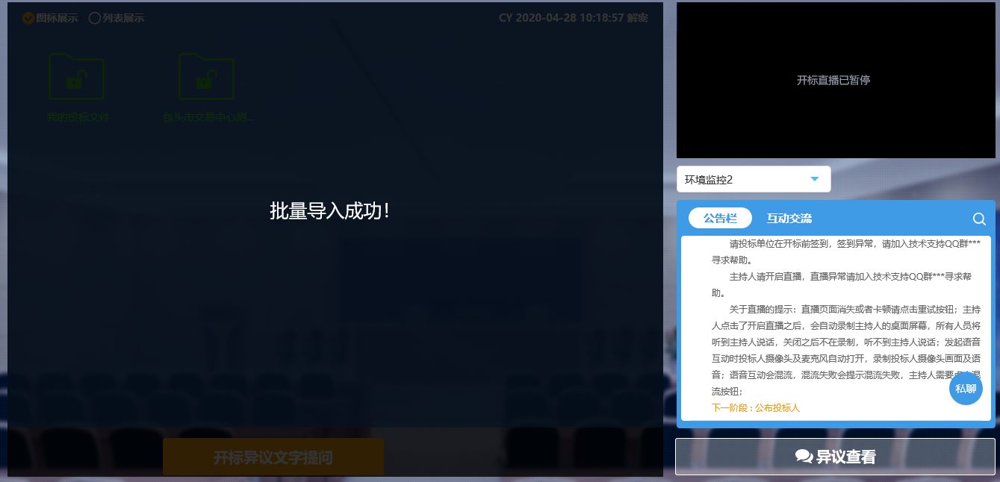 图标展示 列表展示 CY 2020-04-28 10:18:57 解密
我的投标文件 包头市交易中心测...
批量导入成功！
开标异议文字提问
开标直播已暂停
环境监控2
公告栏 互动交流
请投标单位在开标前签到，签到异常，请加入技术支持QQ群***
寻求帮助。
主持人请开启直播，直播异常请加入技术支持QQ群***寻求帮
助。
关于直播的提示：直播页面消失或者卡顿请点击重试按钮；主持
人点击了开启直播之后，会自动录制主持人的桌面屏幕，所有人员将
听到主持人说话，关闭之后不在录制，听不到主持人说话；发起语音
互动时投标人摄像头及麦克风自动打开，录制投标人摄像头画面及语
音；语音互动会混流，混流失败会提示混流失败，主持人需要点击混
流按钮；
下一阶段 : 公布投标人
私聊
异议查看